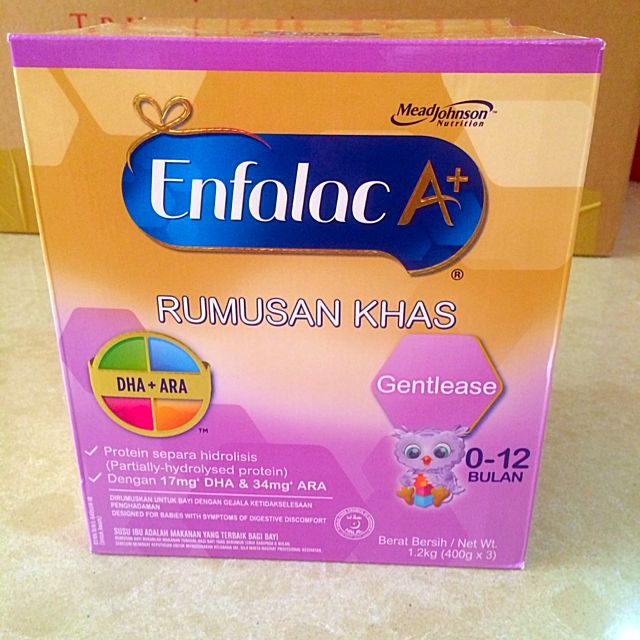 MeadJohnson™
Nutrition
Enfalac A+®
RUMUSAN KHAS
DHA + ARA™
Gentlease
0-12
BULAN
✓ Protein separa hidrolisis
(Partially-hydrolysed protein)
✓ Dengan 17mg* DHA & 34mg* ARA
DIRUMUSKAN UNTUK BAYI DENGAN GEJALA KETIDAKSELESAAN
PENGHADAMAN
DESIGNED FOR BABIES WITH SYMPTOMS OF DIGESTIVE DISCOMFORT
SUSU IBU ADALAH MAKANAN YANG TERBAIK BAGI BAYI
Berat Bersih / Net Wt.
1.2kg (400g x 3)